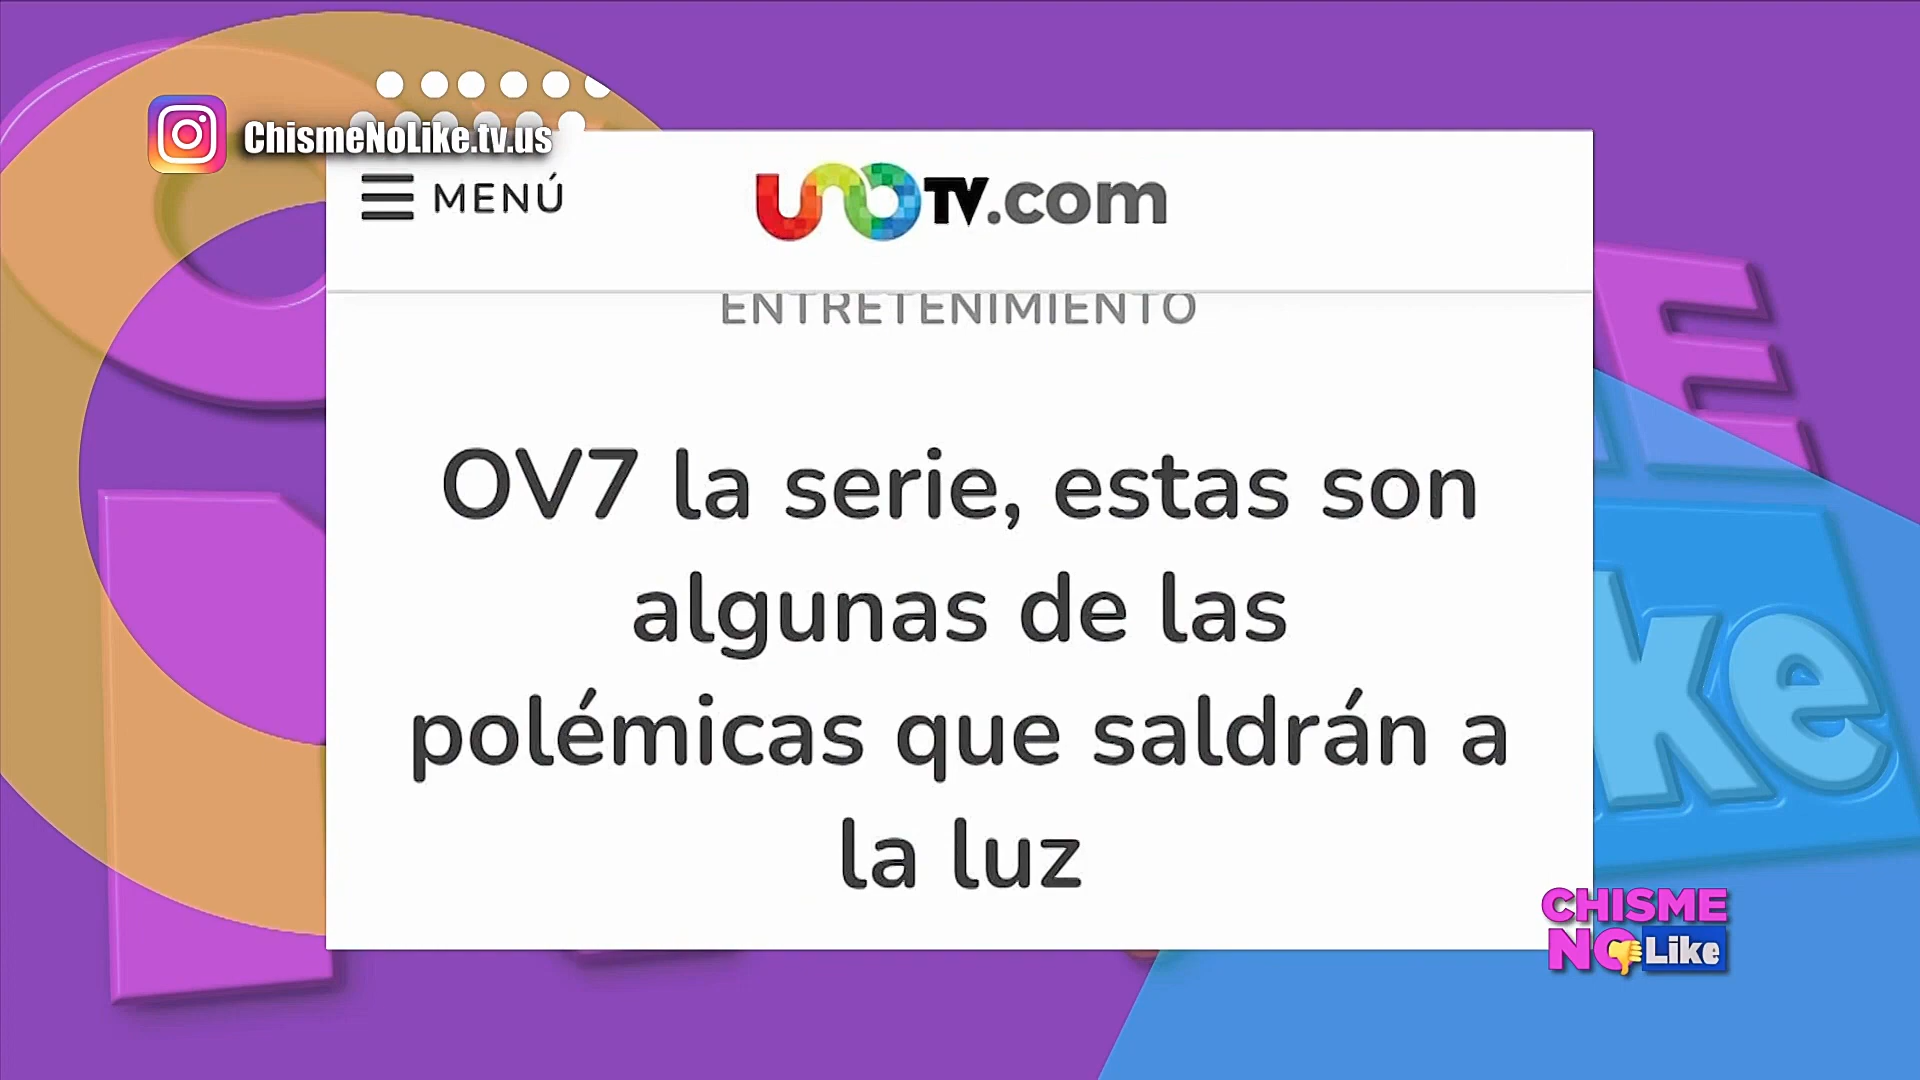 ChismeNoLike.tv.us
MENÚ
UNOTV.com
ENTRETENIMIENTO
OV7 la serie, estas son
algunas de las
polémicas que saldrán a
la luz
CHISME
NO Like